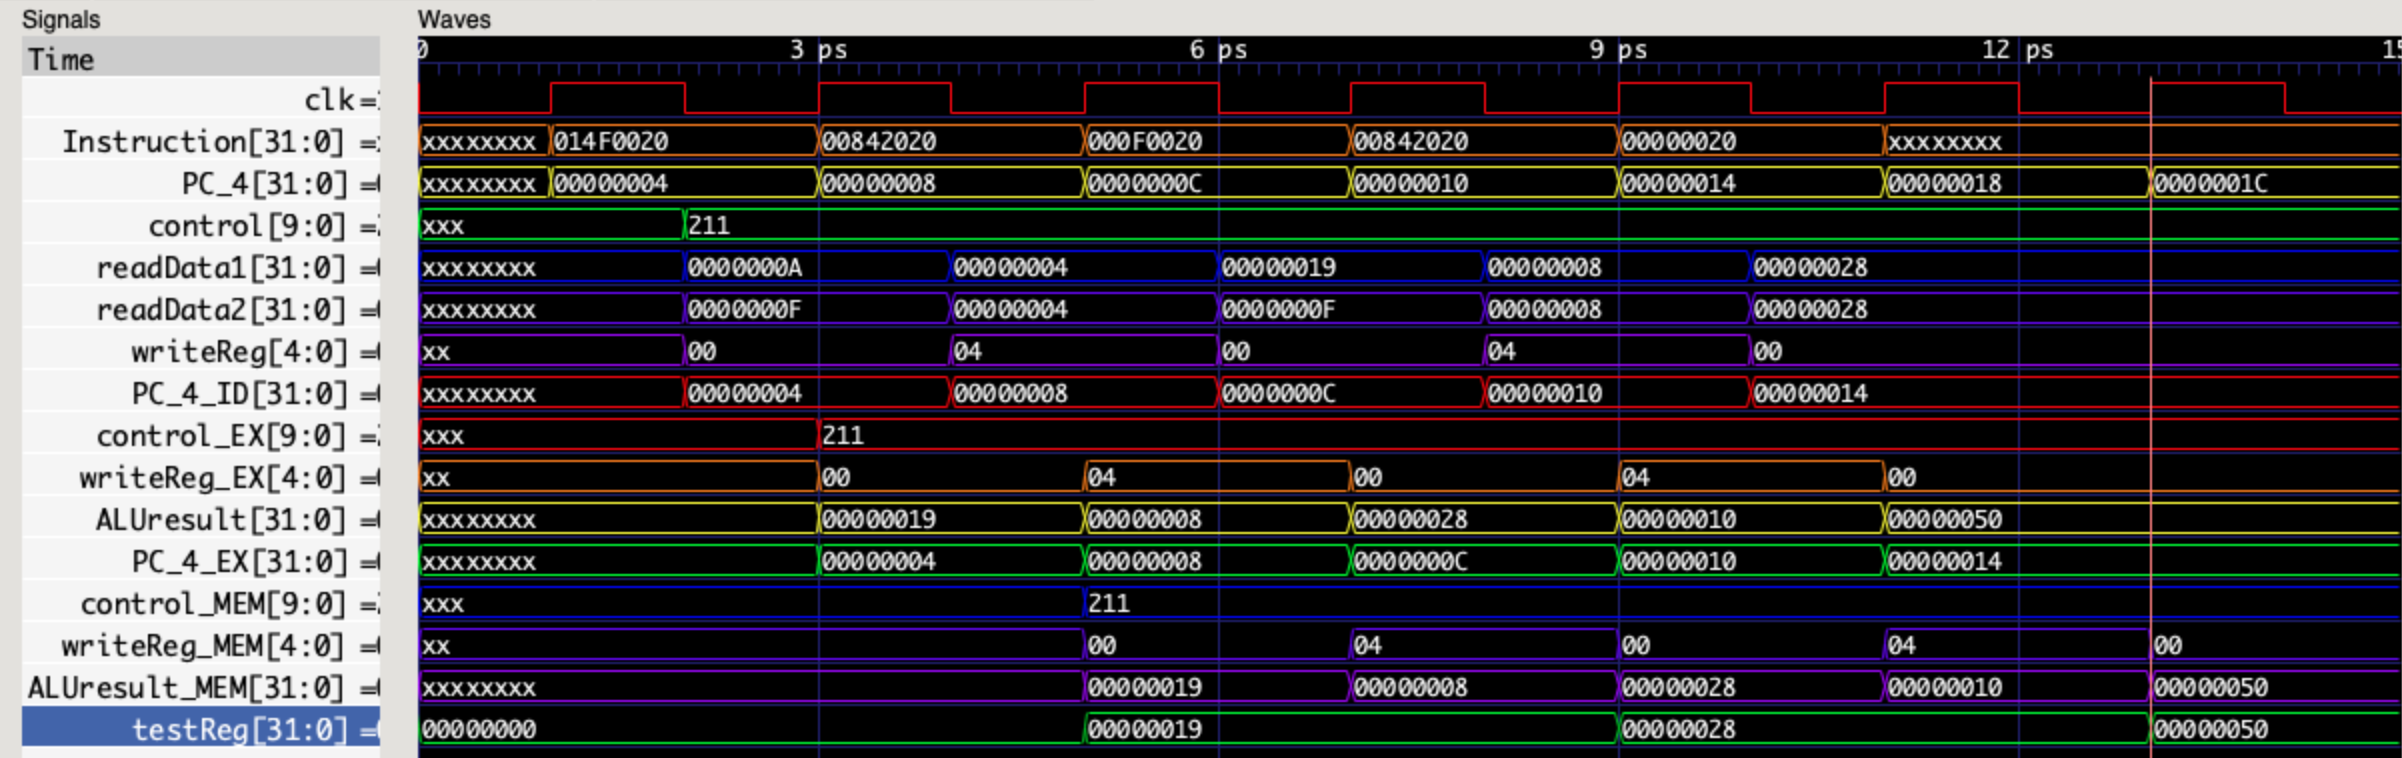 Signals Waves
Time 0 3 ps 6 ps 9 ps 12 ps 15
clk=
Instruction[31:0] = xxxxxxxx 014F0020 00842020 000F0020 00842020 00000020 xxxxxxxx
PC_4[31:0] = xxxxxxxx 00000004 00000008 0000000C 00000010 00000014 00000018 0000001C
control[9:0] = xxx 211
readData1[31:0] = xxxxxxxx 0000000A 00000004 00000019 00000008 00000028
readData2[31:0] = xxxxxxxx 0000000F 00000004 0000000F 00000008 00000028
writeReg[4:0] = xx 00 04 00 04 00
PC_4_ID[31:0] = xxxxxxxx 00000004 00000008 0000000C 00000010 00000014
control_EX[9:0] = xxx 211
writeReg_EX[4:0] = xx 00 04 00 04 00
ALUresult[31:0] = xxxxxxxx 00000019 00000008 00000028 00000010 00000050
PC_4_EX[31:0] = xxxxxxxx 00000004 00000008 0000000C 00000010 00000014
control_MEM[9:0] = xxx 211
writeReg_MEM[4:0] = xx 00 04 00 04 00
ALUresult_MEM[31:0] = xxxxxxxx 00000019 00000008 00000028 00000010 00000050
testReg[31:0] = 00000000 00000019 00000028 00000050